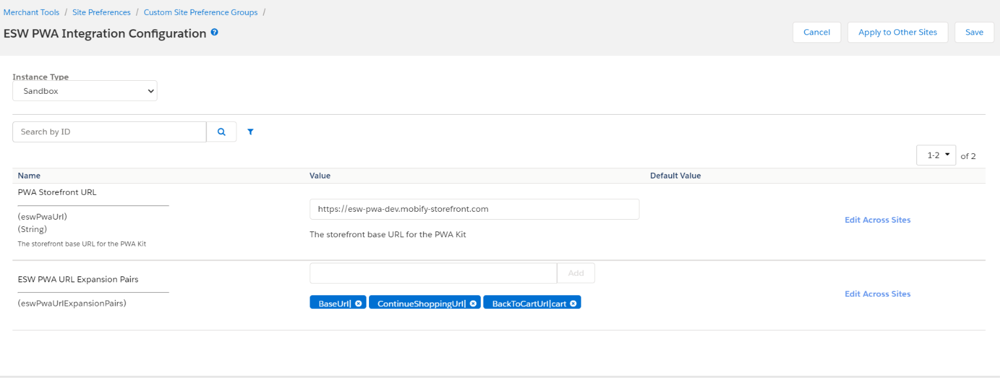 Merchant Tools / Site Preferences / Custom Site Preference Groups /
ESW PWA Integration Configuration ?
Cancel Apply to Other Sites Save
Instance Type
Sandbox
Search by ID
1-2 of 2
Name Value Default Value
PWA Storefront URL
(eswPwaUrl)
(String)
The storefront base URL for the PWA Kit
https://esw-pwa-dev.mobify-storefront.com
The storefront base URL for the PWA Kit
Edit Across Sites
ESW PWA URL Expansion Pairs
(eswPwaUrlExpansionPairs)
Add
BaseUrl| ContinueShoppingUrl| BackToCartUrl|cart
Edit Across Sites